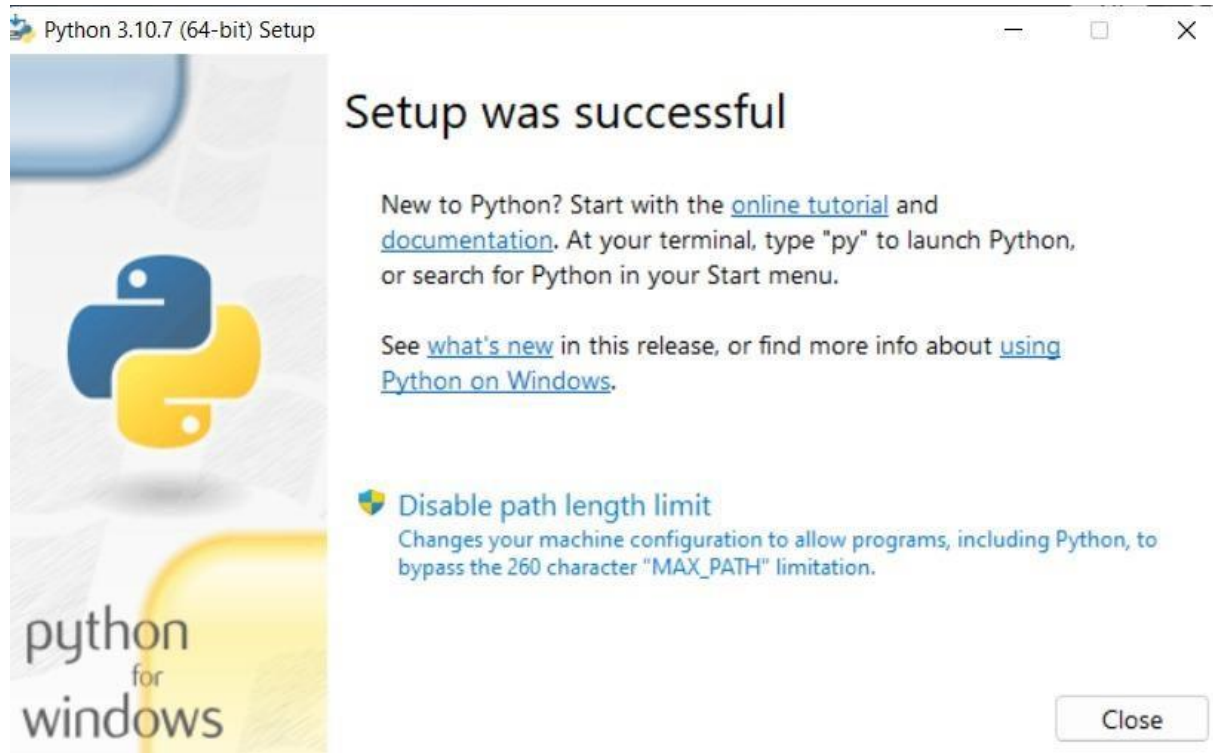 Python 3.10.7 (64-bit) Setup
Setup was successful
New to Python? Start with the online tutorial and
documentation. At your terminal, type "py" to launch Python,
or search for Python in your Start menu.
See what's new in this release, or find more info about using
Python on Windows.
Disable path length limit
Changes your machine configuration to allow programs, including Python, to
bypass the 260 character "MAX_PATH" limitation.
python
for
windows
Close